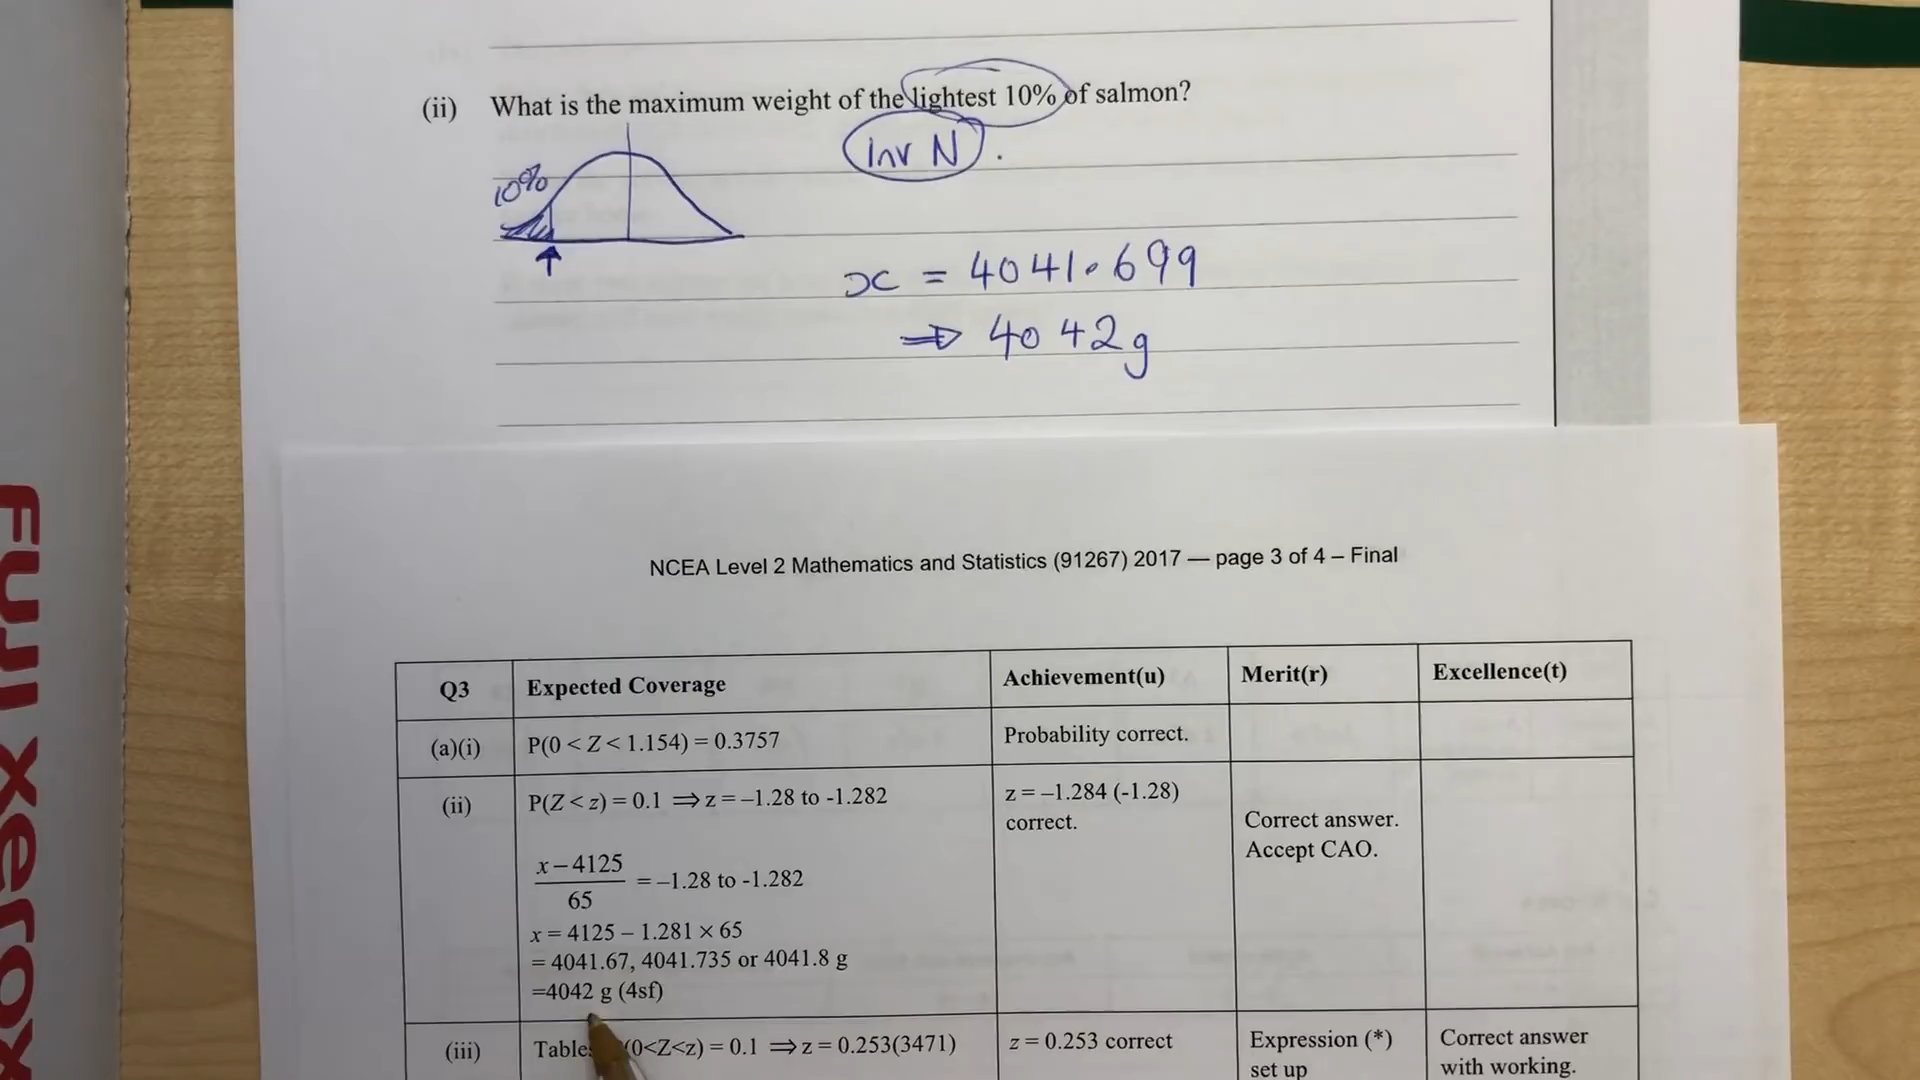 (ii) What is the maximum weight of the lightest 10% of salmon?
inv N .
10%
x = 4041.699
⇒ 4042g
FUJI xerox
NCEA Level 2 Mathematics and Statistics (91267) 2017 — page 3 of 4 – Final
Q3 Expected Coverage Achievement(u) Merit(r) Excellence(t)
(a)(i) P(0 < Z < 1.154) = 0.3757 Probability correct.
(ii) P(Z < z) = 0.1 ⟹ z = –1.28 to -1.282
z = –1.284 (-1.28)
correct.
Correct answer.
Accept CAO.
x – 4125
65
= –1.28 to -1.282
x = 4125 – 1.281 × 65
= 4041.67, 4041.735 or 4041.8 g
=4042 g (4sf)
(iii) (0<Z<z) = 0.1 ⟹ z = 0.253(3471)
z = 0.253 correct
Expression (*)
set up
Correct answer
with working.